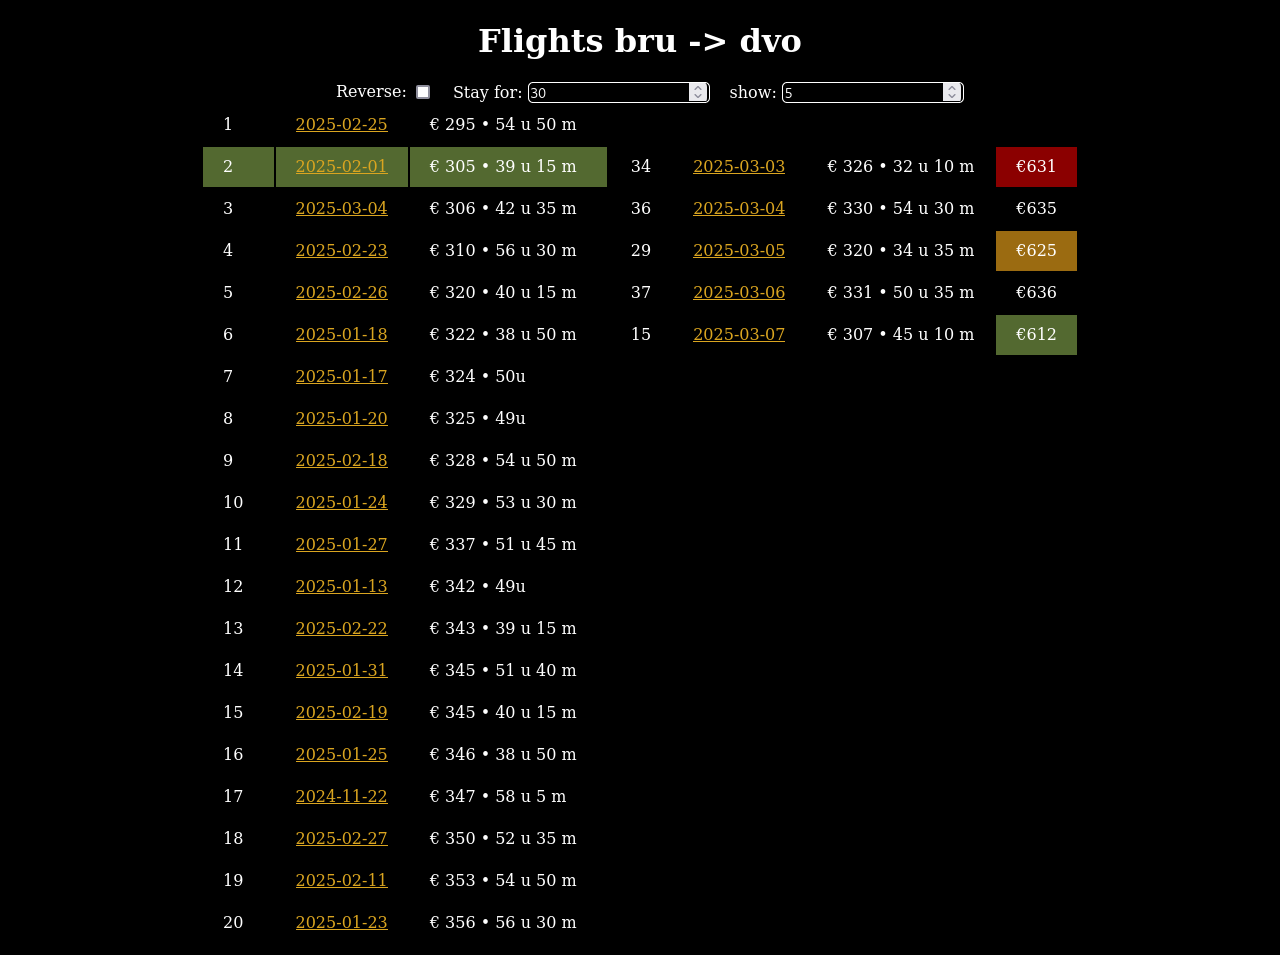 Flights bru -> dvo
Reverse: Stay for: 30 show: 5
1 2025-02-25 € 295 • 54 u 50 m
2 2025-02-01 € 305 • 39 u 15 m 34 2025-03-03 € 326 • 32 u 10 m €631
3 2025-03-04 € 306 • 42 u 35 m 36 2025-03-04 € 330 • 54 u 30 m €635
4 2025-02-23 € 310 • 56 u 30 m 29 2025-03-05 € 320 • 34 u 35 m €625
5 2025-02-26 € 320 • 40 u 15 m 37 2025-03-06 € 331 • 50 u 35 m €636
6 2025-01-18 € 322 • 38 u 50 m 15 2025-03-07 € 307 • 45 u 10 m €612
7 2025-01-17 € 324 • 50u
8 2025-01-20 € 325 • 49u
9 2025-02-18 € 328 • 54 u 50 m
10 2025-01-24 € 329 • 53 u 30 m
11 2025-01-27 € 337 • 51 u 45 m
12 2025-01-13 € 342 • 49u
13 2025-02-22 € 343 • 39 u 15 m
14 2025-01-31 € 345 • 51 u 40 m
15 2025-02-19 € 345 • 40 u 15 m
16 2025-01-25 € 346 • 38 u 50 m
17 2024-11-22 € 347 • 58 u 5 m
18 2025-02-27 € 350 • 52 u 35 m
19 2025-02-11 € 353 • 54 u 50 m
20 2025-01-23 € 356 • 56 u 30 m